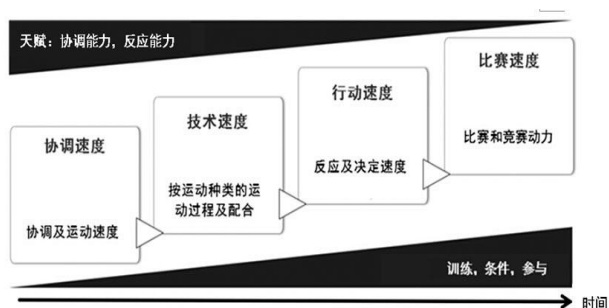 天赋：协调能力，反应能力
比赛速度
比赛和竞赛动力
行动速度
反应及决定速度
技术速度
按运动种类的运
动过程及配合
协调速度
协调及运动速度
训练，条件，参与
时间